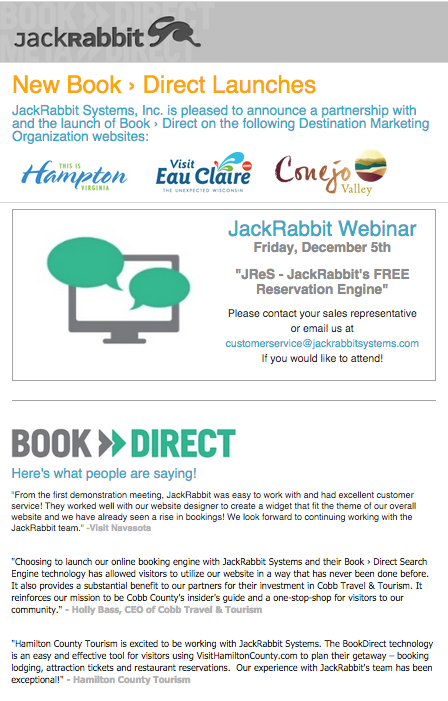 BOOK DIRECT
JackRabbit
New Book › Direct Launches
JackRabbit Systems, Inc. is pleased to announce a partnership with
and the launch of Book › Direct on the following Destination Marketing
Organization websites:
THIS IS
Hampton
VIRGINIA
Visit
Eau Claire
THE UNEXPECTED WISCONSIN
Conejo
Valley
JackRabbit Webinar
Friday, December 5th
"JReS - JackRabbit's FREE
Reservation Engine"
Please contact your sales representative
or email us at
customerservice@jackrabbitsystems.com
If you would like to attend!
BOOK DIRECT
Here's what people are saying!
"From the first demonstration meeting, JackRabbit was easy to work with and had excellent customer
service! They worked well with our website designer to create a widget that fit the theme of our overall
website and we have already seen a rise in bookings! We look forward to continuing working with the
JackRabbit team." -Visit Navasota
"Choosing to launch our online booking engine with JackRabbit Systems and their Book › Direct Search
Engine technology has allowed visitors to utilize our website in a way that has never been done before.
It also provides a substantial benefit to our partners for their investment in Cobb Travel & Tourism. It
reinforces our mission to be Cobb County's insider's guide and a one-stop-shop for visitors to our
community." - Holly Bass, CEO of Cobb Travel & Tourism
"Hamilton County Tourism is excited to be working with JackRabbit Systems. The BookDirect technology
is an easy and effective tool for visitors using VisitHamiltonCounty.com to plan their getaway – booking
lodging, attraction tickets and restaurant reservations.  Our experience with JackRabbit's team has been
exceptional!" - Hamilton County Tourism